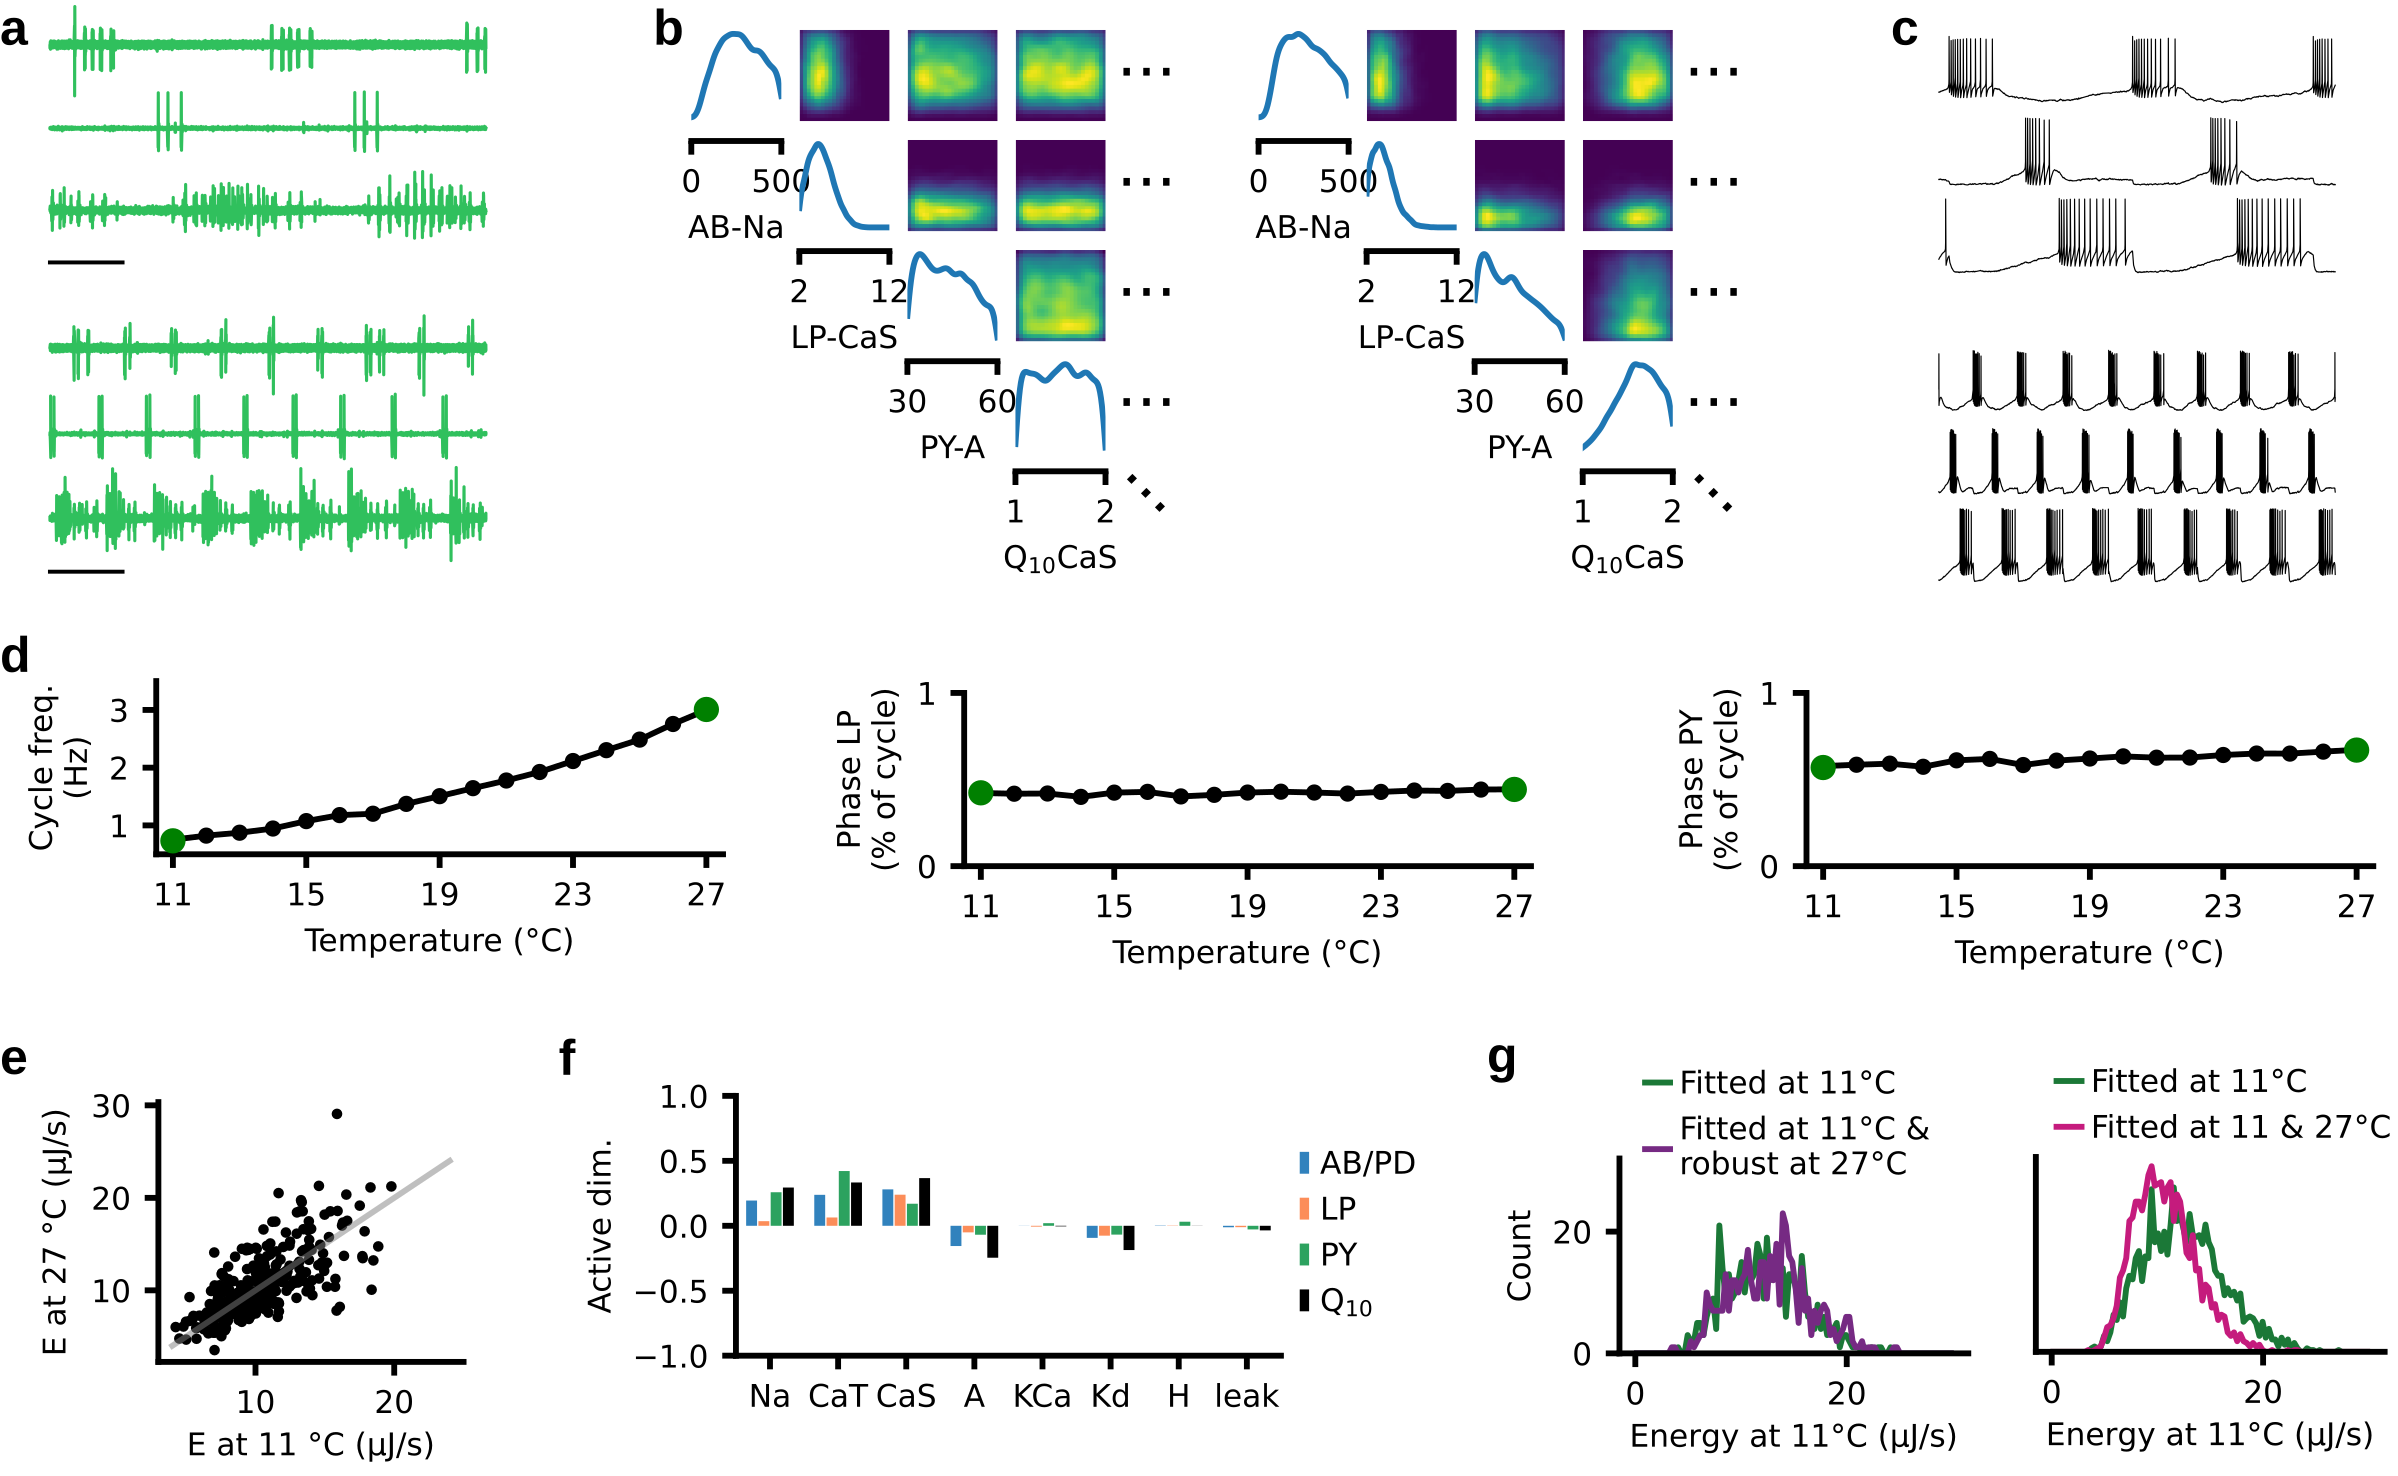 a
b
c
0 500
AB-Na
2 12
LP-CaS
30 60
PY-A
1 2
Q₁₀CaS
0 500
AB-Na
2 12
LP-CaS
30 60
PY-A
1 2
Q₁₀CaS
d
Cycle freq.
(Hz)
3
2
1
11 15 19 23 27
Temperature (°C)
Phase LP
(% of cycle)
1
0
11 15 19 23 27
Temperature (°C)
Phase PY
(% of cycle)
1
0
11 15 19 23 27
Temperature (°C)
e
E at 27 °C (µJ/s)
30
20
10
10 20
E at 11 °C (µJ/s)
f
Active dim.
1.0
0.5
0.0
−0.5
−1.0
Na CaT CaS A KCa Kd H leak
AB/PD
LP
PY
Q₁₀
g
Fitted at 11°C
Fitted at 11°C &
robust at 27°C
Count
20
0
0 20
Energy at 11°C (µJ/s)
Fitted at 11°C
Fitted at 11 & 27°C
0 20
Energy at 11°C (µJ/s)